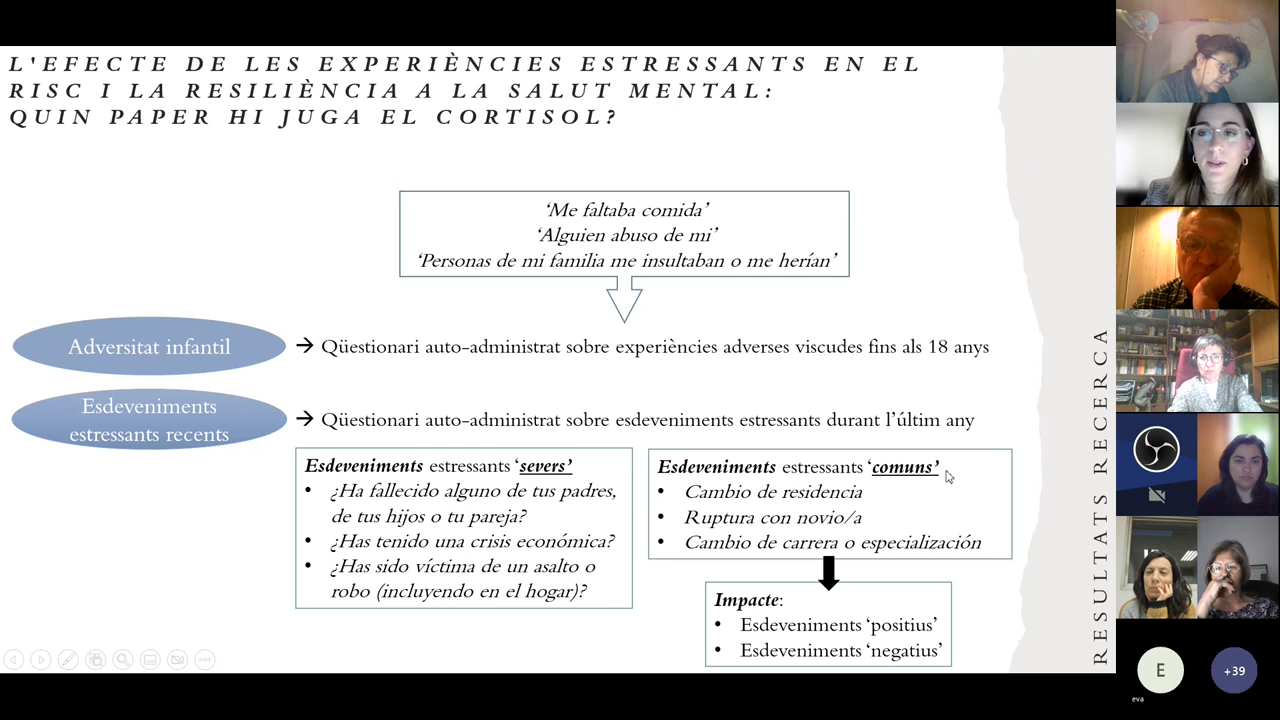 L'EFECTE DE LES EXPERIÈNCIES ESTRESSANTS EN EL
RISC I LA RESILIÈNCIA A LA SALUT MENTAL:
QUIN PAPER HI JUGA EL CORTISOL?
‘Me faltaba comida’
‘Alguien abuso de mi’
‘Personas de mi familia me insultaban o me herían’
Adversitat infantil
→ Qüestionari auto-administrat sobre experiències adverses viscudes fins als 18 anys
Esdeveniments
estressants recents
→ Qüestionari auto-administrat sobre esdeveniments estressants durant l’últim any
Esdeveniments estressants ‘severs’
• ¿Ha fallecido alguno de tus padres,
de tus hijos o tu pareja?
• ¿Has tenido una crisis económica?
• ¿Has sido víctima de un asalto o
robo (incluyendo en el hogar)?
Esdeveniments estressants ‘comuns’
• Cambio de residencia
• Ruptura con novio/a
• Cambio de carrera o especialización
Impacte:
• Esdeveniments ‘positius’
• Esdeveniments ‘negatius’
RESULTATS RECERCA
E
eva
+39